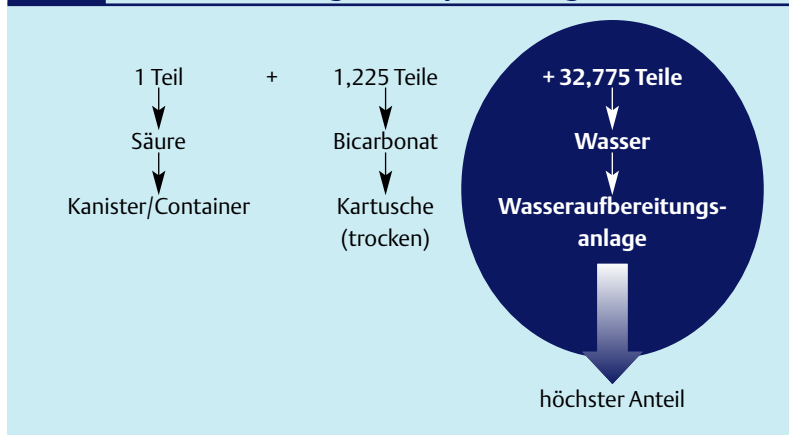 1 Teil + 1,225 Teile + 32,775 Teile
Säure Bicarbonat Wasser
Kanister/Container Kartusche Wasseraufbereitungs-
(trocken) anlage
höchster Anteil